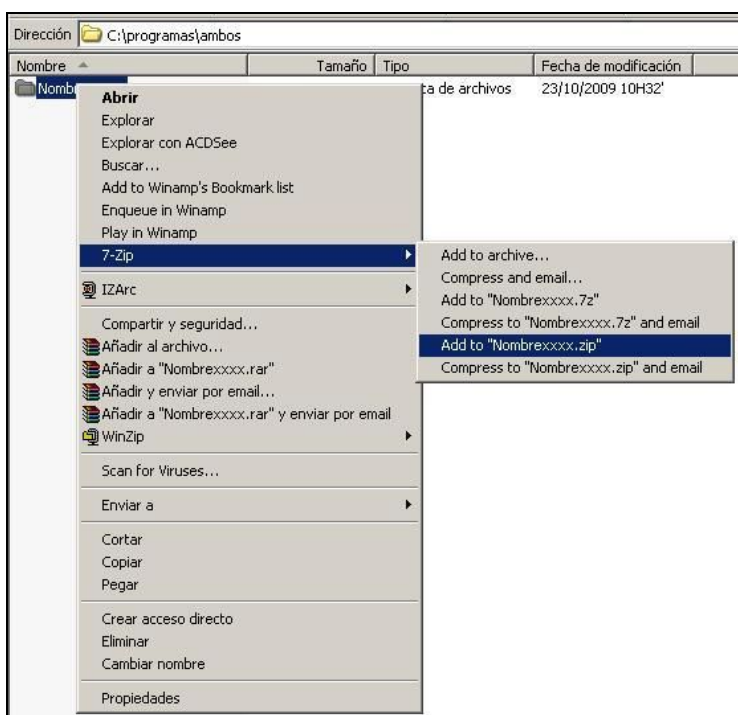 Dirección C:\programas\ambos
Nombre Tamaño Tipo Fecha de modificación
Nomb ta de archivos 23/10/2009 10H32'
Abrir
Explorar
Explorar con ACDSee
Buscar...
Add to Winamp's Bookmark list
Enqueue in Winamp
Play in Winamp
7-Zip
IZArc
Compartir y seguridad...
Añadir al archivo...
Añadir a "Nombrexxxx.rar"
Añadir y enviar por email...
Añadir a "Nombrexxxx.rar" y enviar por email
WinZip
Scan for Viruses...
Enviar a
Cortar
Copiar
Pegar
Crear acceso directo
Eliminar
Cambiar nombre
Propiedades
Add to archive...
Compress and email...
Add to "Nombrexxxx.7z"
Compress to "Nombrexxxx.7z" and email
Add to "Nombrexxxx.zip"
Compress to "Nombrexxxx.zip" and email